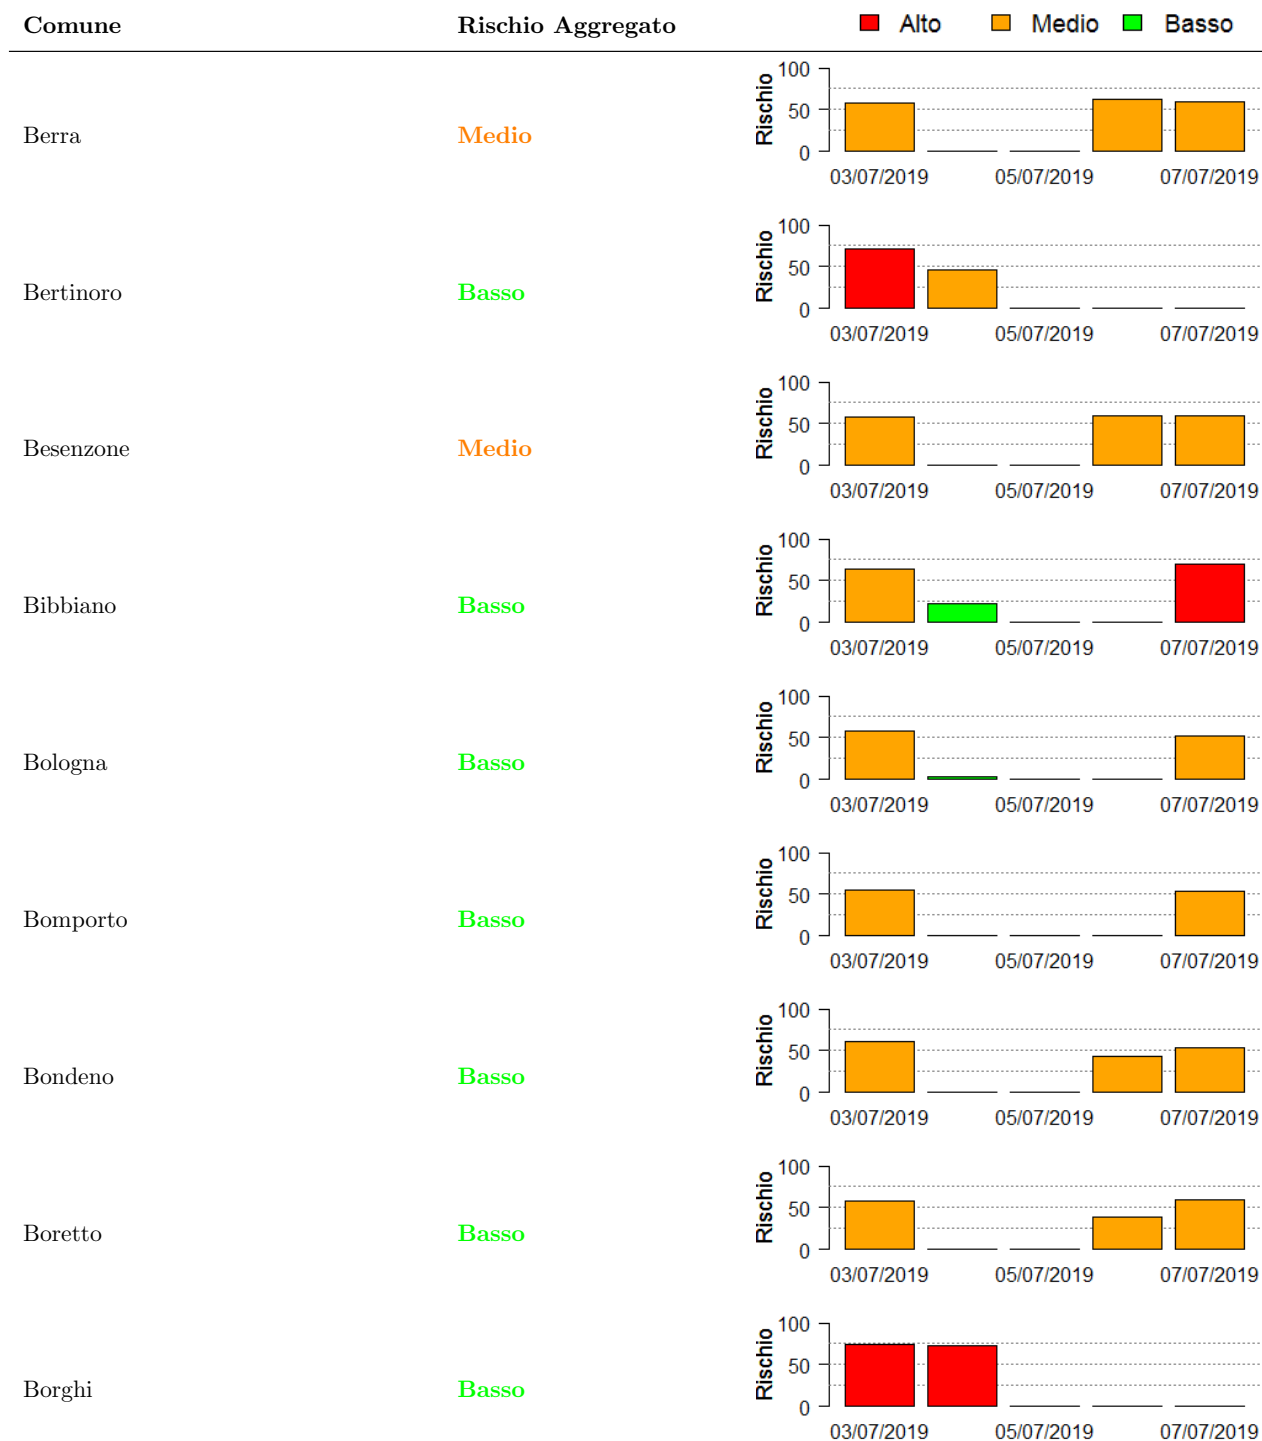 Comune Rischio Aggregato Alto Medio Basso
Berra Medio Rischio 100 50 0
03/07/2019 05/07/2019 07/07/2019
Bertinoro Basso Rischio 100 50 0
03/07/2019 05/07/2019 07/07/2019
Besenzone Medio Rischio 100 50 0
03/07/2019 05/07/2019 07/07/2019
Bibbiano Basso Rischio 100 50 0
03/07/2019 05/07/2019 07/07/2019
Bologna Basso Rischio 100 50 0
03/07/2019 05/07/2019 07/07/2019
Bomporto Basso Rischio 100 50 0
03/07/2019 05/07/2019 07/07/2019
Bondeno Basso Rischio 100 50 0
03/07/2019 05/07/2019 07/07/2019
Boretto Basso Rischio 100 50 0
03/07/2019 05/07/2019 07/07/2019
Borghi Basso Rischio 100 50 0
03/07/2019 05/07/2019 07/07/2019